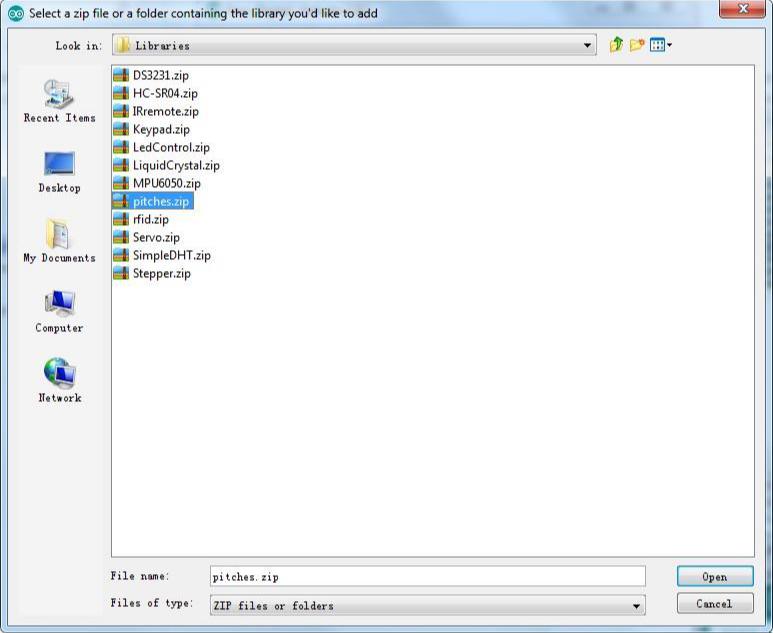 Select a zip file or a folder containing the library you'd like to add
Look in: Libraries
DS3231.zip
HC-SR04.zip
IRremote.zip
Keypad.zip
LedControl.zip
LiquidCrystal.zip
MPU6050.zip
pitches.zip
rfid.zip
Servo.zip
SimpleDHT.zip
Stepper.zip
Recent Items
Desktop
My Documents
Computer
Network
File name: pitches.zip Open
Files of type: ZIP files or folders Cancel